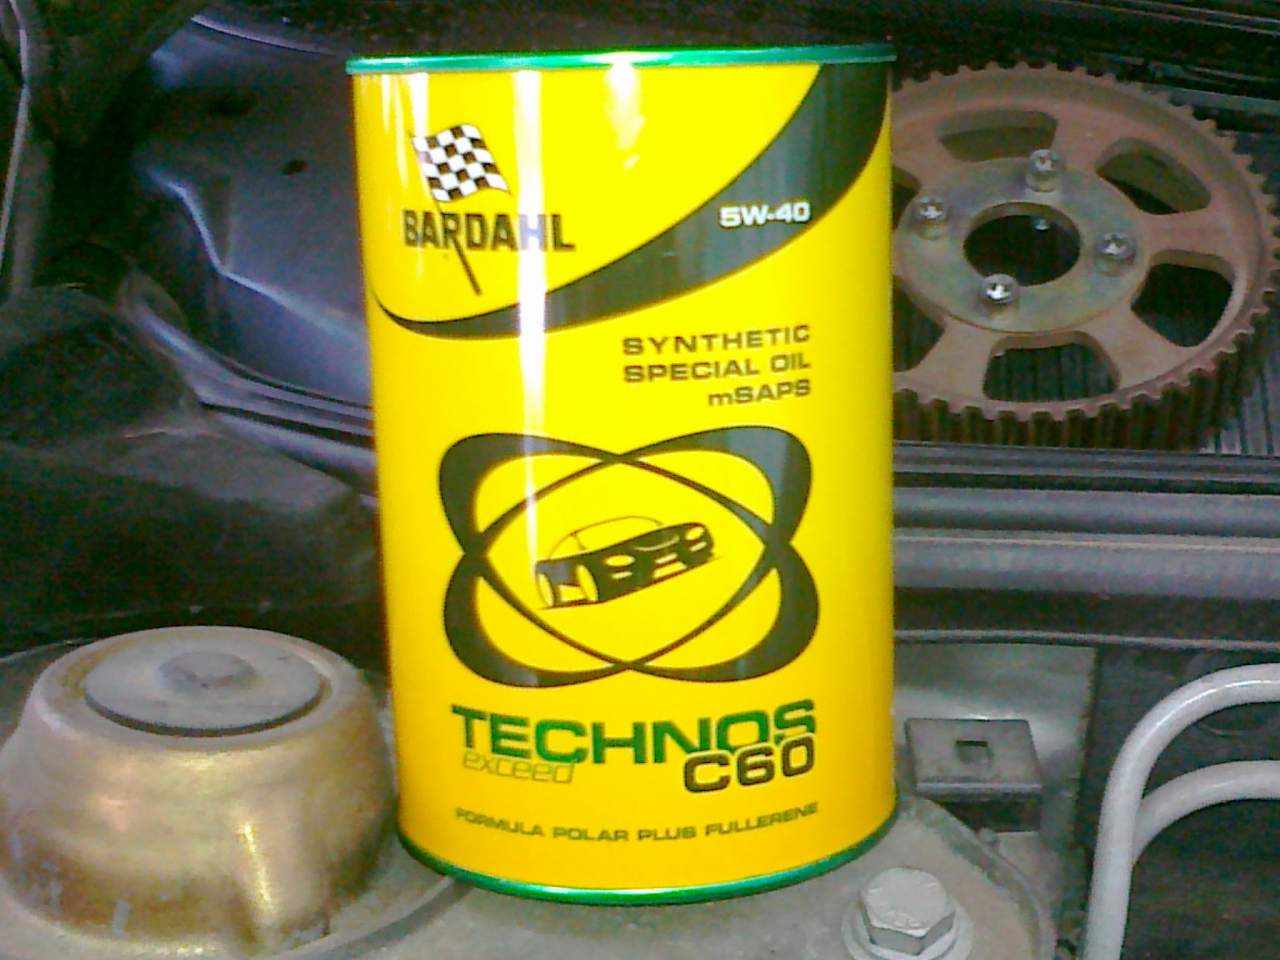 BARDAHL
5W-40
SYNTHETIC
SPECIAL OIL
mSAPS
TECHNOS
exceed C60
FORMULA POLAR PLUS FULLERENE